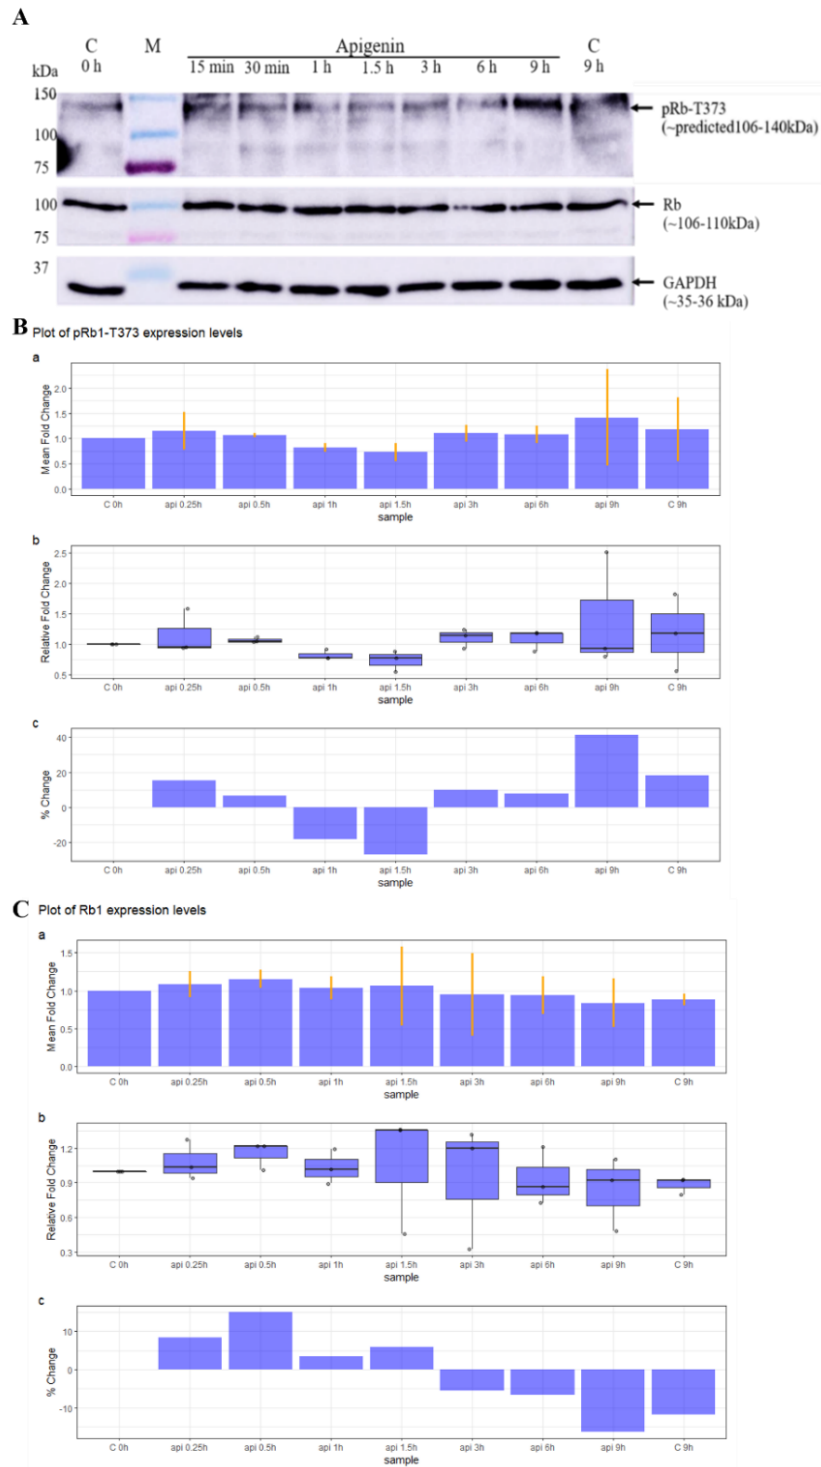 A
C M Apigenin C
0 h 15 min 30 min 1 h 1.5 h 3 h 6 h 9 h 9 h
kDa
150
100
75
pRb-T373
(~predicted106-140kDa)
100
75
Rb
(~106-110kDa)
37
GAPDH
(~35-36 kDa)
B Plot of pRb1-T373 expression levels
a
Mean Fold Change
2.0
1.5
1.0
0.5
0.0
C 0h api 0.25h api 0.5h api 1h api 1.5h api 3h api 6h api 9h C 9h
sample
b
Relative Fold Change
2.5
2.0
1.5
1.0
0.5
C 0h api 0.25h api 0.5h api 1h api 1.5h api 3h api 6h api 9h C 9h
sample
c
% Change
40
20
0
-20
C 0h api 0.25h api 0.5h api 1h api 1.5h api 3h api 6h api 9h C 9h
sample
C Plot of Rb1 expression levels
a
Mean Fold Change
1.5
1.0
0.5
0.0
C 0h api 0.25h api 0.5h api 1h api 1.5h api 3h api 6h api 9h C 9h
sample
b
Relative Fold Change
1.2
0.9
0.6
0.3
C 0h api 0.25h api 0.5h api 1h api 1.5h api 3h api 6h api 9h C 9h
sample
c
% Change
10
0
-10
C 0h api 0.25h api 0.5h api 1h api 1.5h api 3h api 6h api 9h C 9h
sample